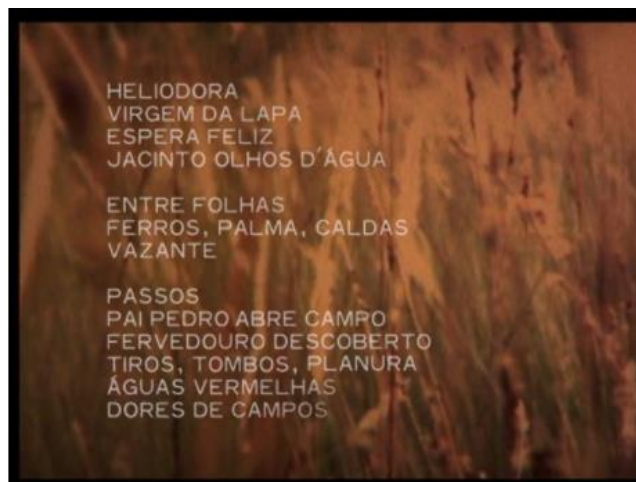 HELIODORA
VIRGEM DA LAPA
ESPERA FELIZ
JACINTO OLHOS D´ÁGUA
ENTRE FOLHAS
FERROS, PALMA, CALDAS
VAZANTE
PASSOS
PAI PEDRO ABRE CAMPO
FERVEDOURO DESCOBERTO
TIROS, TOMBOS, PLANURA
ÁGUAS VERMELHAS
DORES DE CAMPOS